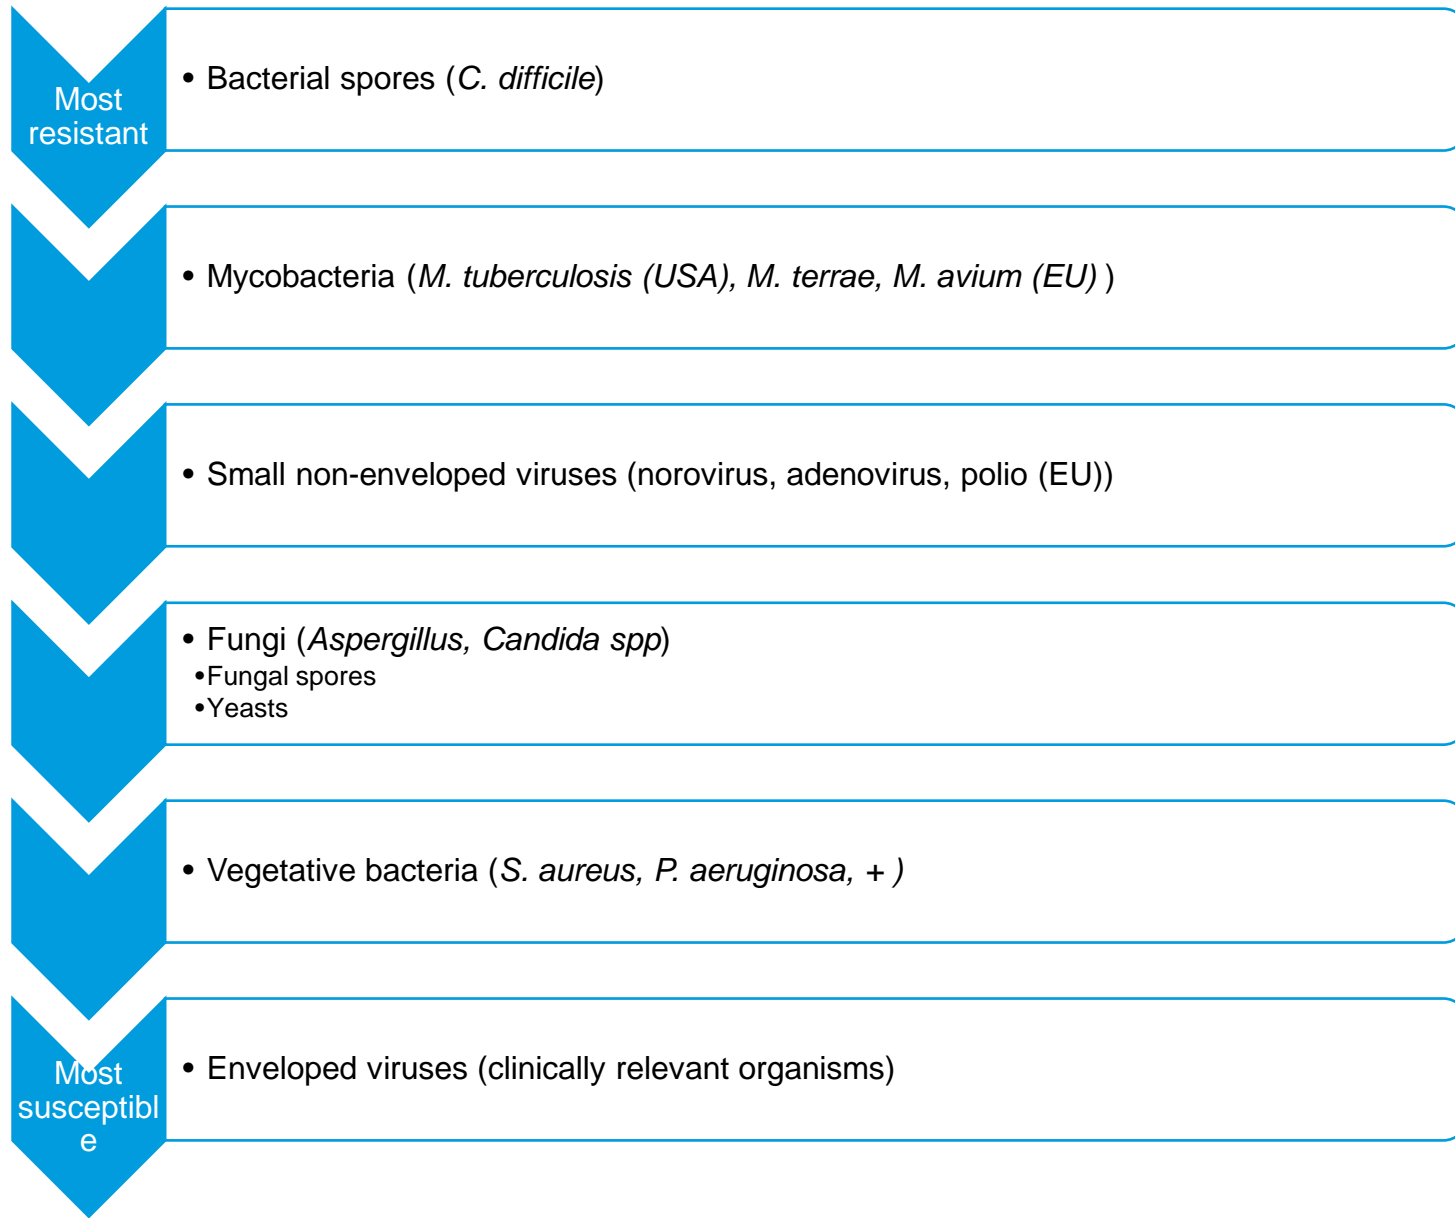 Most
resistant
• Bacterial spores (C. difficile)
• Mycobacteria (M. tuberculosis (USA), M. terrae, M. avium (EU) )
• Small non-enveloped viruses (norovirus, adenovirus, polio (EU))
• Fungi (Aspergillus, Candida spp)
•Fungal spores
•Yeasts
• Vegetative bacteria (S. aureus, P. aeruginosa, + )
Most
susceptibl
e
• Enveloped viruses (clinically relevant organisms)